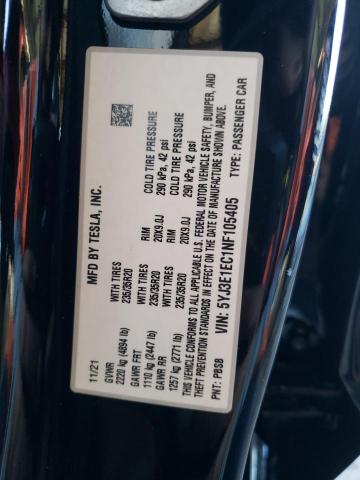 MFD BY TESLA, INC.
11/21
GVWR
2220 kg (4894 lb)
GAWR FRT WITH TIRES RIM COLD TIRE PRESSURE
1110 kg (2447 lb) 235/35R20 20X9.0J 290 kPa, 42 psi
GAWR RR WITH TIRES RIM COLD TIRE PRESSURE
1257 kg (2771 lb) 235/35R20 20X9.0J 290 kPa, 42 psi
THIS VEHICLE CONFORMS TO ALL APPLICABLE U.S. FEDERAL MOTOR VEHICLE SAFETY, BUMPER, AND
THEFT PREVENTION STANDARDS IN EFFECT ON THE DATE OF MANUFACTURE SHOWN ABOVE.
VIN: 5YJ3E1EC1NF105405 TYPE: PASSENGER CAR
PNT: PBSB